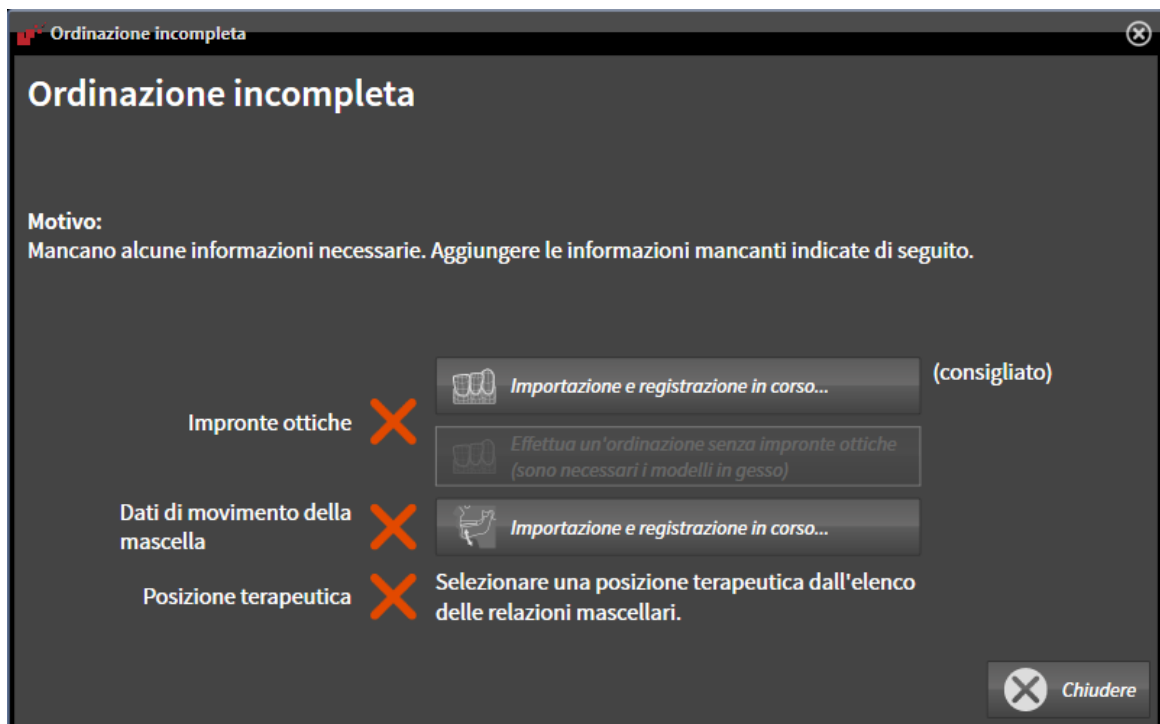 Ordinazione incompleta
Ordinazione incompleta
Motivo:
Mancano alcune informazioni necessarie. Aggiungere le informazioni mancanti indicate di seguito.
Impronte ottiche
Importazione e registrazione in corso...
(consigliato)
Effettua un'ordinazione senza impronte ottiche
(sono necessari i modelli in gesso)
Dati di movimento della
mascella
Importazione e registrazione in corso...
Posizione terapeutica
Selezionare una posizione terapeutica dall'elenco
delle relazioni mascellari.
Chiudere